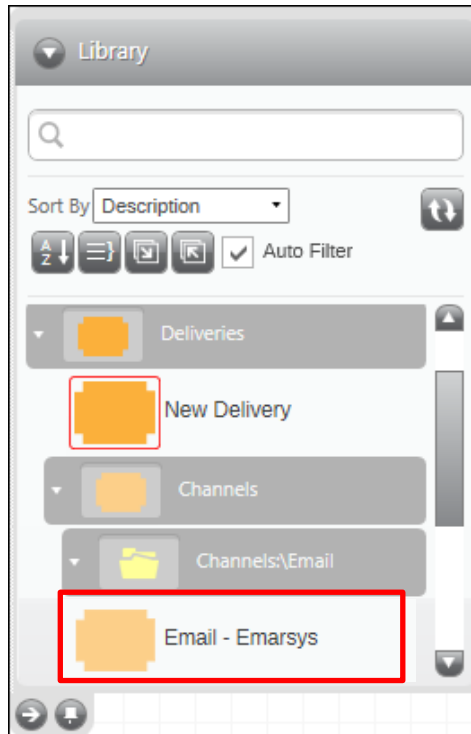 Library
Sort By Description
A
Z
Auto Filter
Deliveries
New Delivery
Channels
Channels:\Email
Email - Emarsys